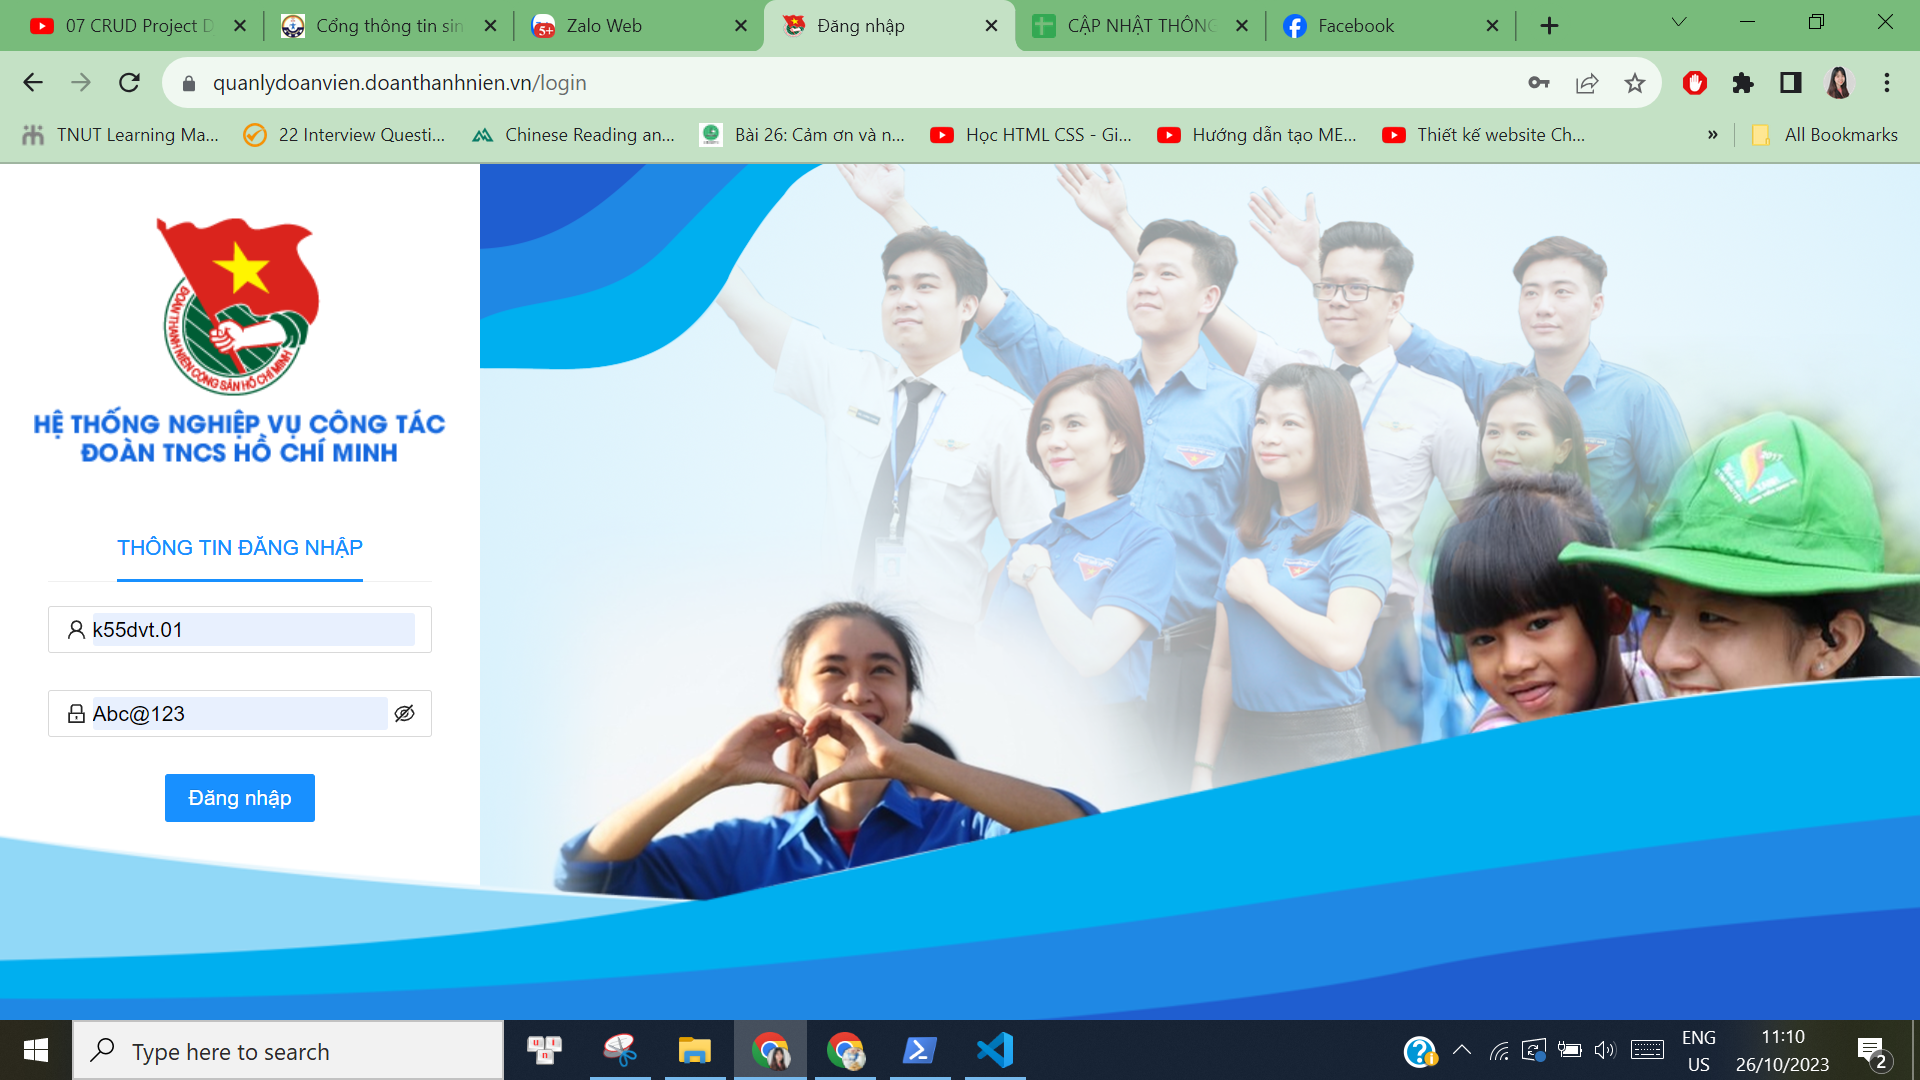 07 CRUD Project D
Cổng thông tin sin
Zalo Web
Đăng nhập
CẬP NHẬT THÔNG
Facebook
quanlydoanvien.doanthanhnien.vn/login
TNUT Learning Ma...
22 Interview Questi...
Chinese Reading an...
Bài 26: Cảm ơn và n...
Học HTML CSS - Gi...
Hướng dẫn tạo ME...
Thiết kế website Ch...
»
All Bookmarks
ĐOÀN THANH NIÊN CỘNG SẢN HỒ CHÍ MINH
HỆ THỐNG NGHIỆP VỤ CÔNG TÁC
ĐOÀN TNCS HỒ CHÍ MINH
THÔNG TIN ĐĂNG NHẬP
k55dvt.01
Abc@123
Đăng nhập
2017
Type here to search
ENG
US
11:10
26/10/2023
2